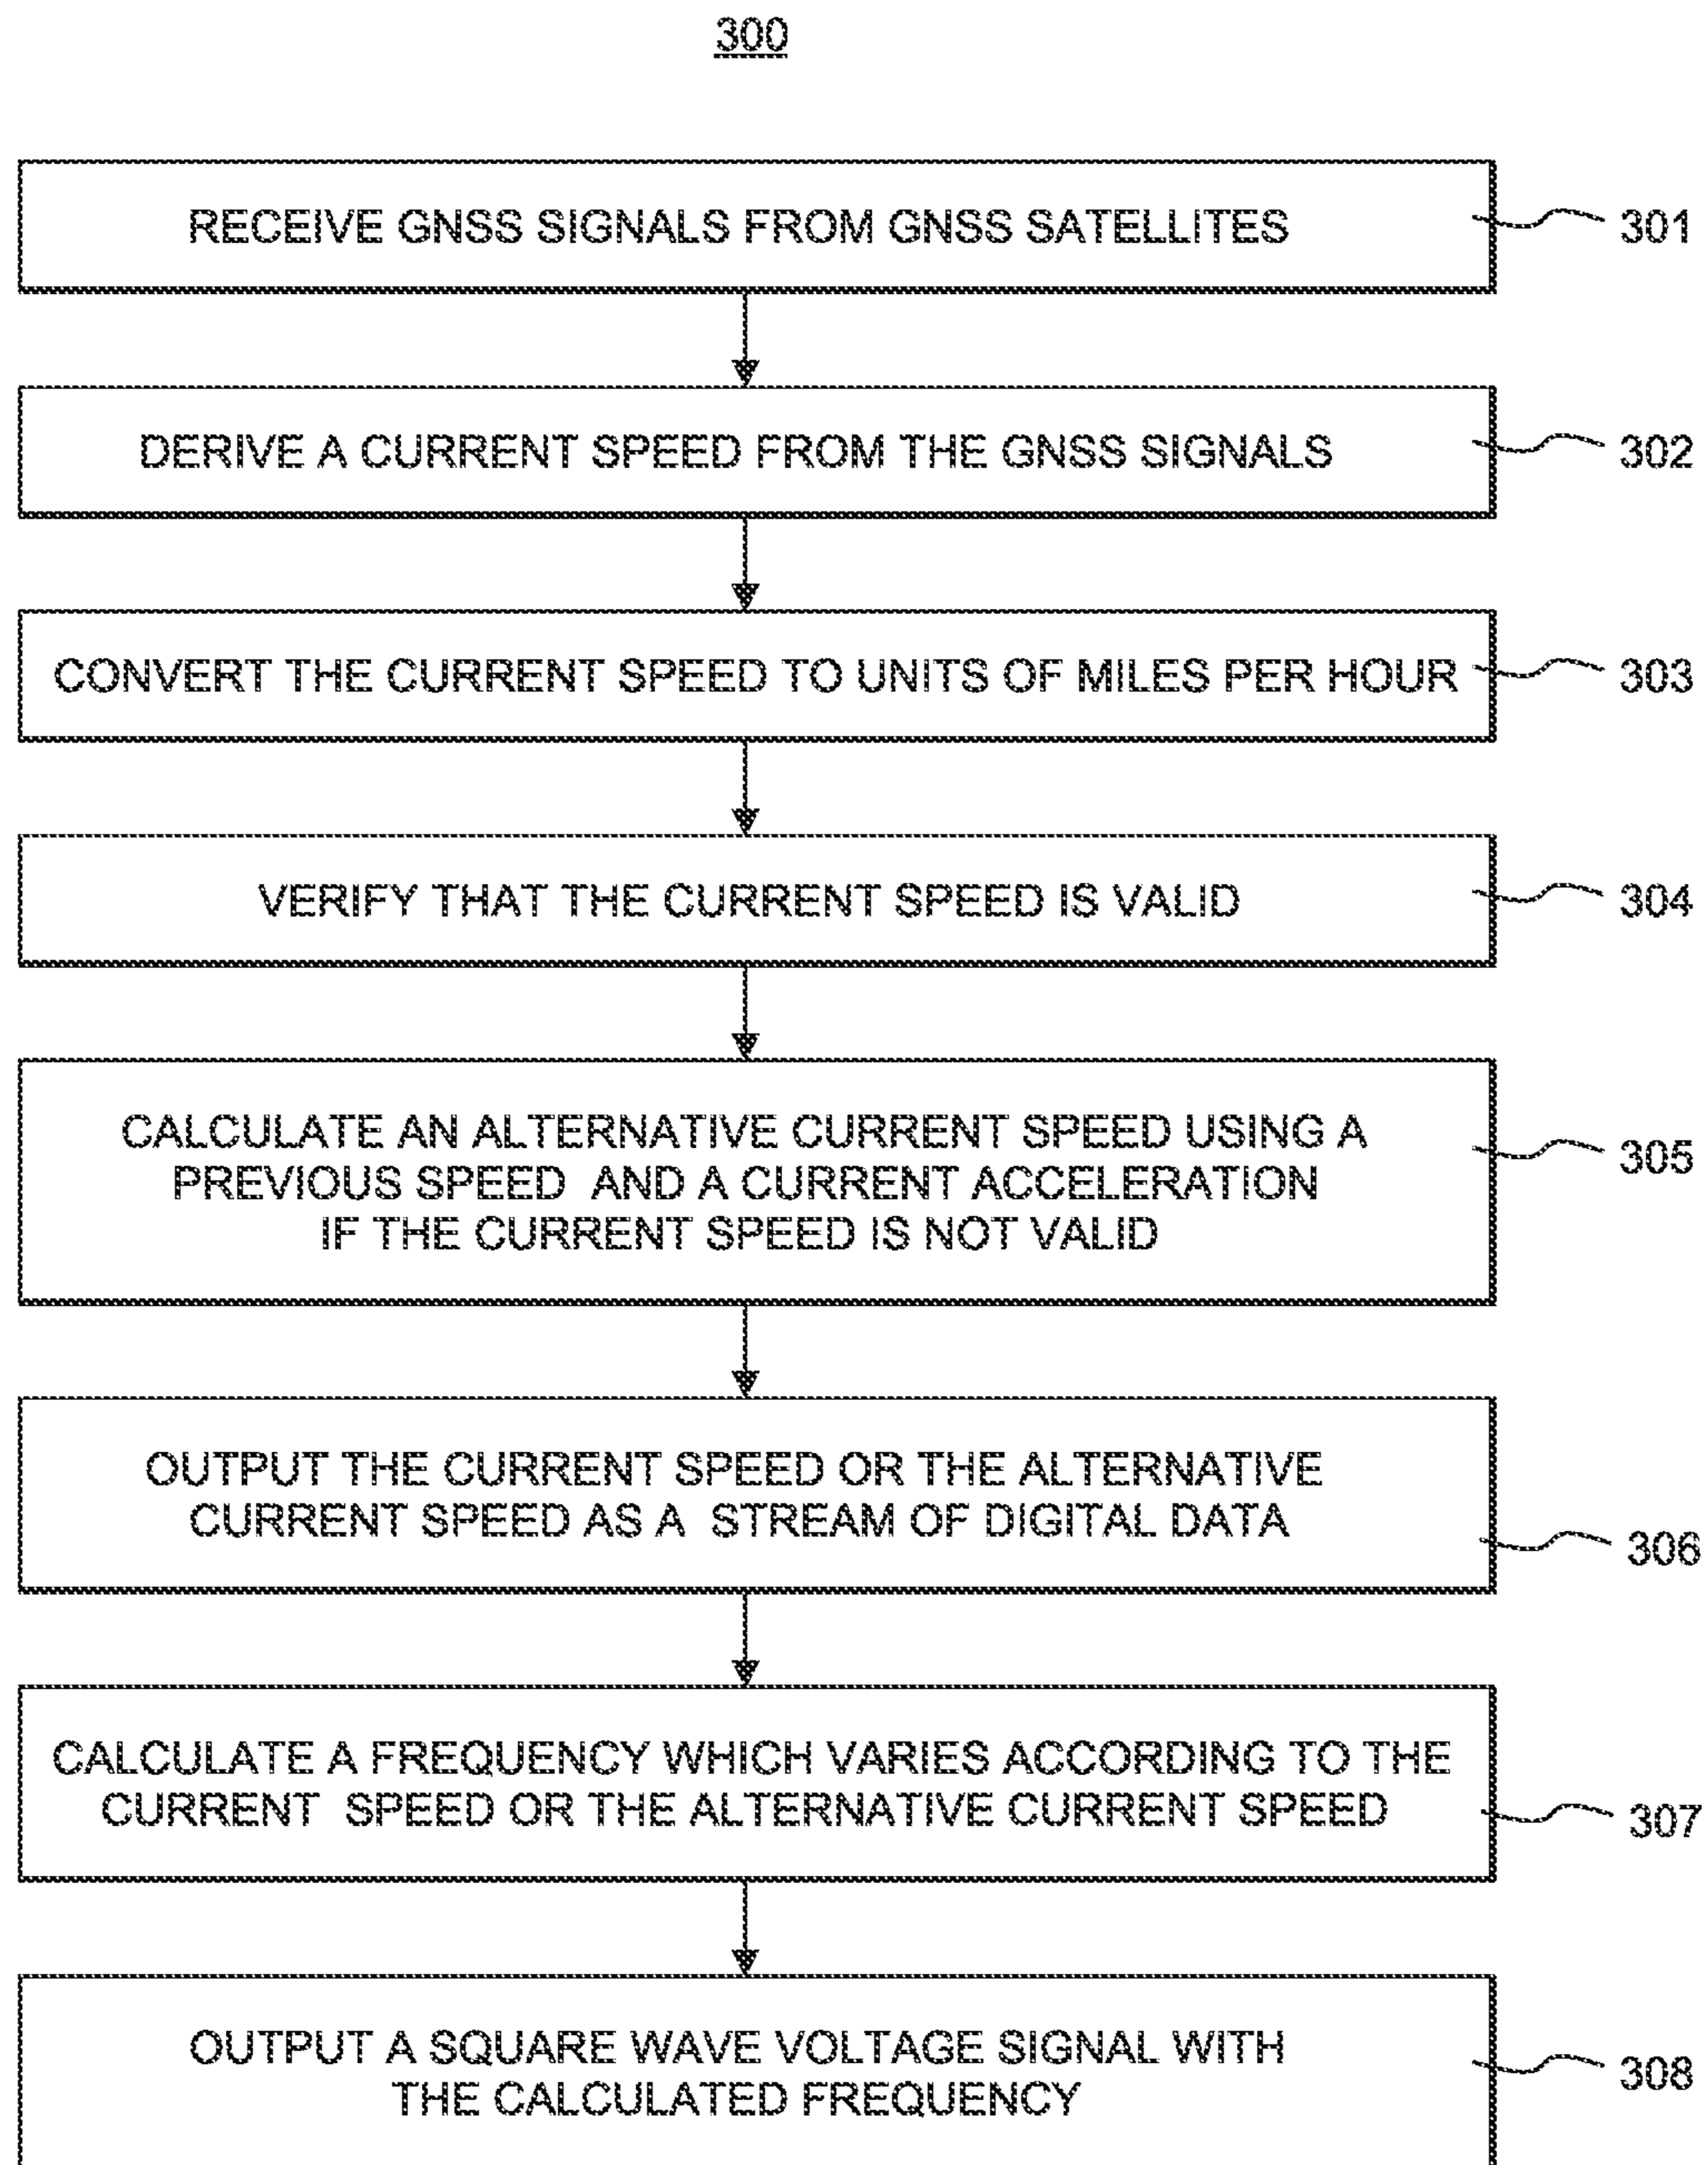 300
RECEIVE GNSS SIGNALS FROM GNSS SATELLITES
301
DERIVE A CURRENT SPEED FROM THE GNSS SIGNALS
302
CONVERT THE CURRENT SPEED TO UNITS OF MILES PER HOUR
303
VERIFY THAT THE CURRENT SPEED IS VALID
304
CALCULATE AN ALTERNATIVE CURRENT SPEED USING A
PREVIOUS SPEED AND A CURRENT ACCELERATION
IF THE CURRENT SPEED IS NOT VALID
305
OUTPUT THE CURRENT SPEED OR THE ALTERNATIVE
CURRENT SPEED AS A STREAM OF DIGITAL DATA
306
CALCULATE A FREQUENCY WHICH VARIES ACCORDING TO THE
CURRENT SPEED OR THE ALTERNATIVE CURRENT SPEED
307
OUTPUT A SQUARE WAVE VOLTAGE SIGNAL WITH
THE CALCULATED FREQUENCY
308